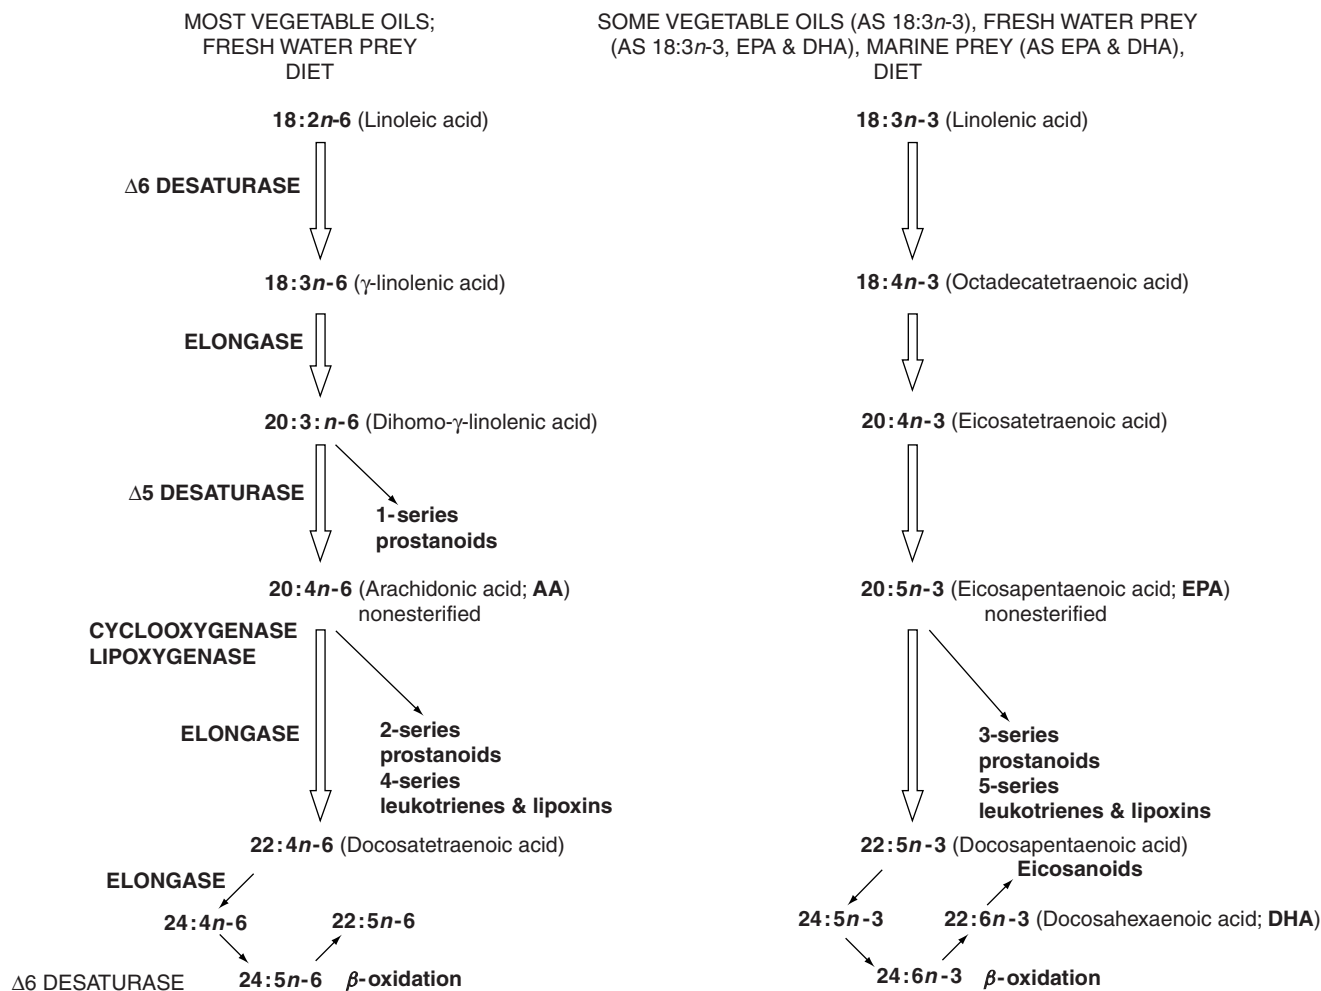 MOST VEGETABLE OILS;
FRESH WATER PREY
DIET
SOME VEGETABLE OILS (AS 18:3n-3), FRESH WATER PREY
(AS 18:3n-3, EPA & DHA), MARINE PREY (AS EPA & DHA),
DIET
18:2n-6 (Linoleic acid)
Δ6 DESATURASE
18:3n-6 (γ-linolenic acid)
ELONGASE
20:3:n-6 (Dihomo-γ-linolenic acid)
Δ5 DESATURASE
1-series
prostanoids
20:4n-6 (Arachidonic acid; AA)
nonesterified
CYCLOOXYGENASE
LIPOXYGENASE
ELONGASE
2-series
prostanoids
4-series
leukotrienes & lipoxins
22:4n-6 (Docosatetraenoic acid)
ELONGASE
24:4n-6
22:5n-6
Δ6 DESATURASE
24:5n-6
β-oxidation
18:3n-3 (Linolenic acid)
18:4n-3 (Octadecatetraenoic acid)
20:4n-3 (Eicosatetraenoic acid)
20:5n-3 (Eicosapentaenoic acid; EPA)
nonesterified
3-series
prostanoids
5-series
leukotrienes & lipoxins
22:5n-3 (Docosapentaenoic acid)
Eicosanoids
24:5n-3
22:6n-3 (Docosahexaenoic acid; DHA)
24:6n-3
β-oxidation